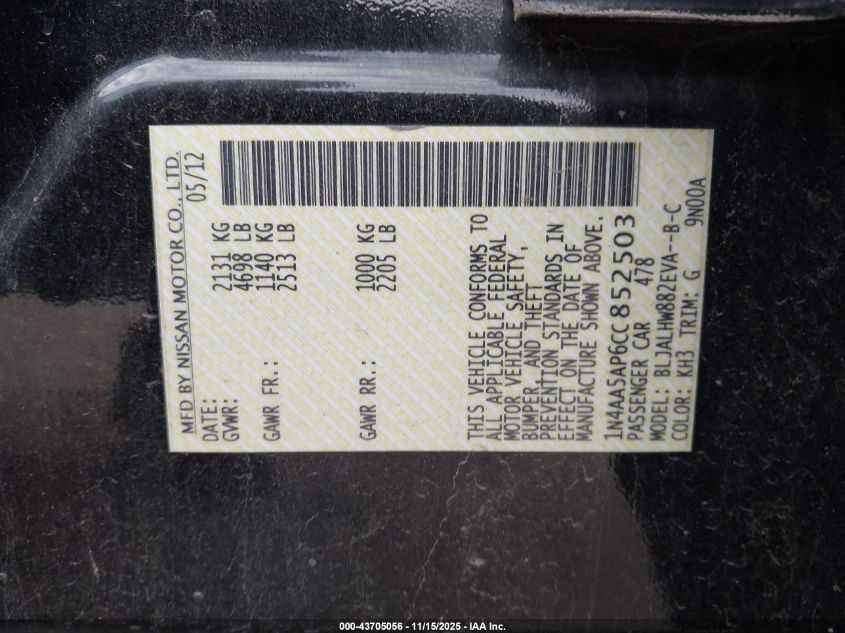 MFD BY NISSAN MOTOR CO., LTD.
DATE: 05/12
GVWR: 2131 KG
4698 LB
GAWR FR.: 1140 KG
2513 LB
GAWR RR.: 1000 KG
2205 LB
THIS VEHICLE CONFORMS TO
ALL APPLICABLE FEDERAL
MOTOR VEHICLE SAFETY,
BUMPER, AND THEFT
PREVENTION STANDARDS IN
EFFECT ON THE DATE OF
MANUFACTURE SHOWN ABOVE.
1N4AA5AP6CC852503
PASSENGER CAR 478
MODEL: BLJALHW882EVA--B-C
COLOR: KH3 TRIM: G 9N00A
000-43705056 - 11/15/2025 - IAA Inc.